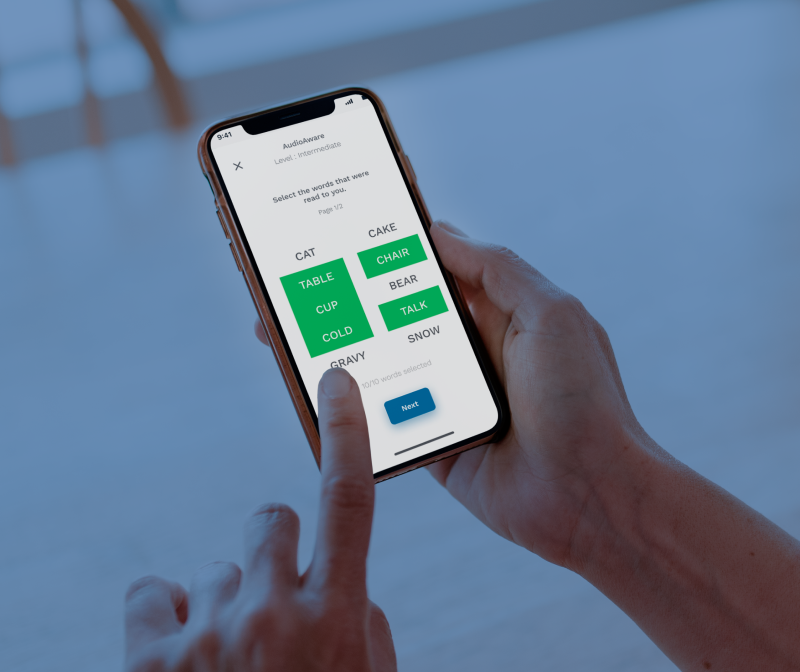 9:41
AudioAware
Level : Intermediate
Select the words that were
read to you.
Page 1/2
CAT
CAKE
TABLE
CHAIR
CUP
BEAR
COLD
TALK
GRAVY
SNOW
10/10 words selected
Next